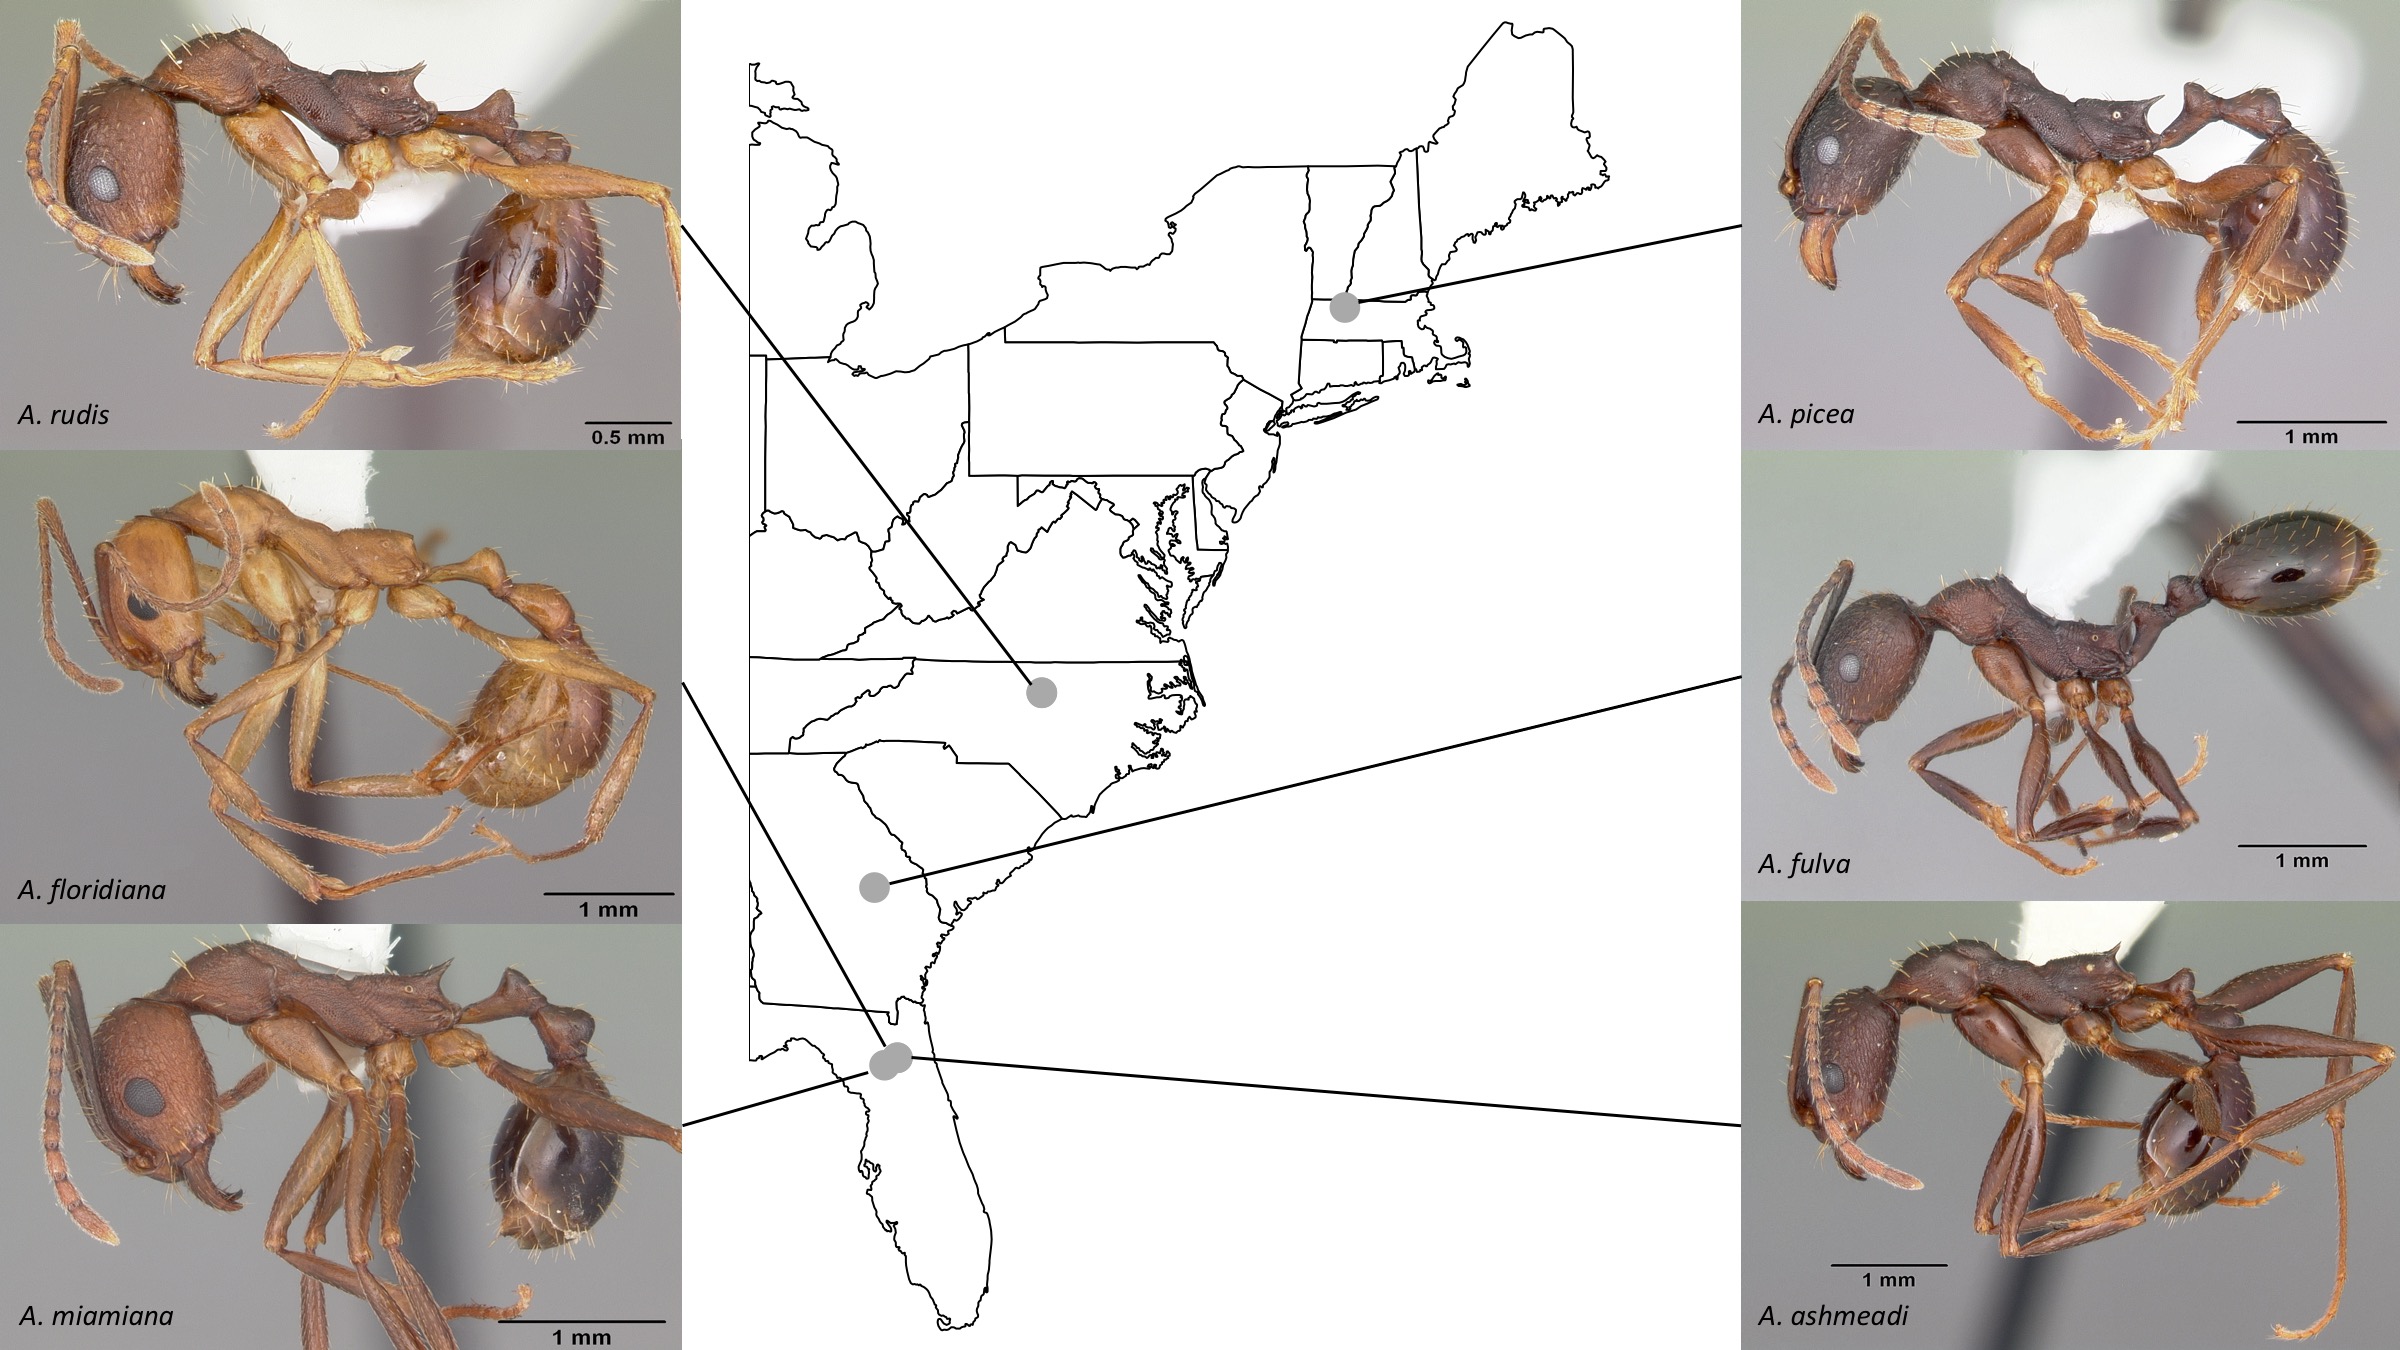 A. rudis
0.5 mm
A. floridiana
1 mm
A. miamiana
1 mm
A. picea
1 mm
A. fulva
1 mm
A. ashmeadi
1 mm